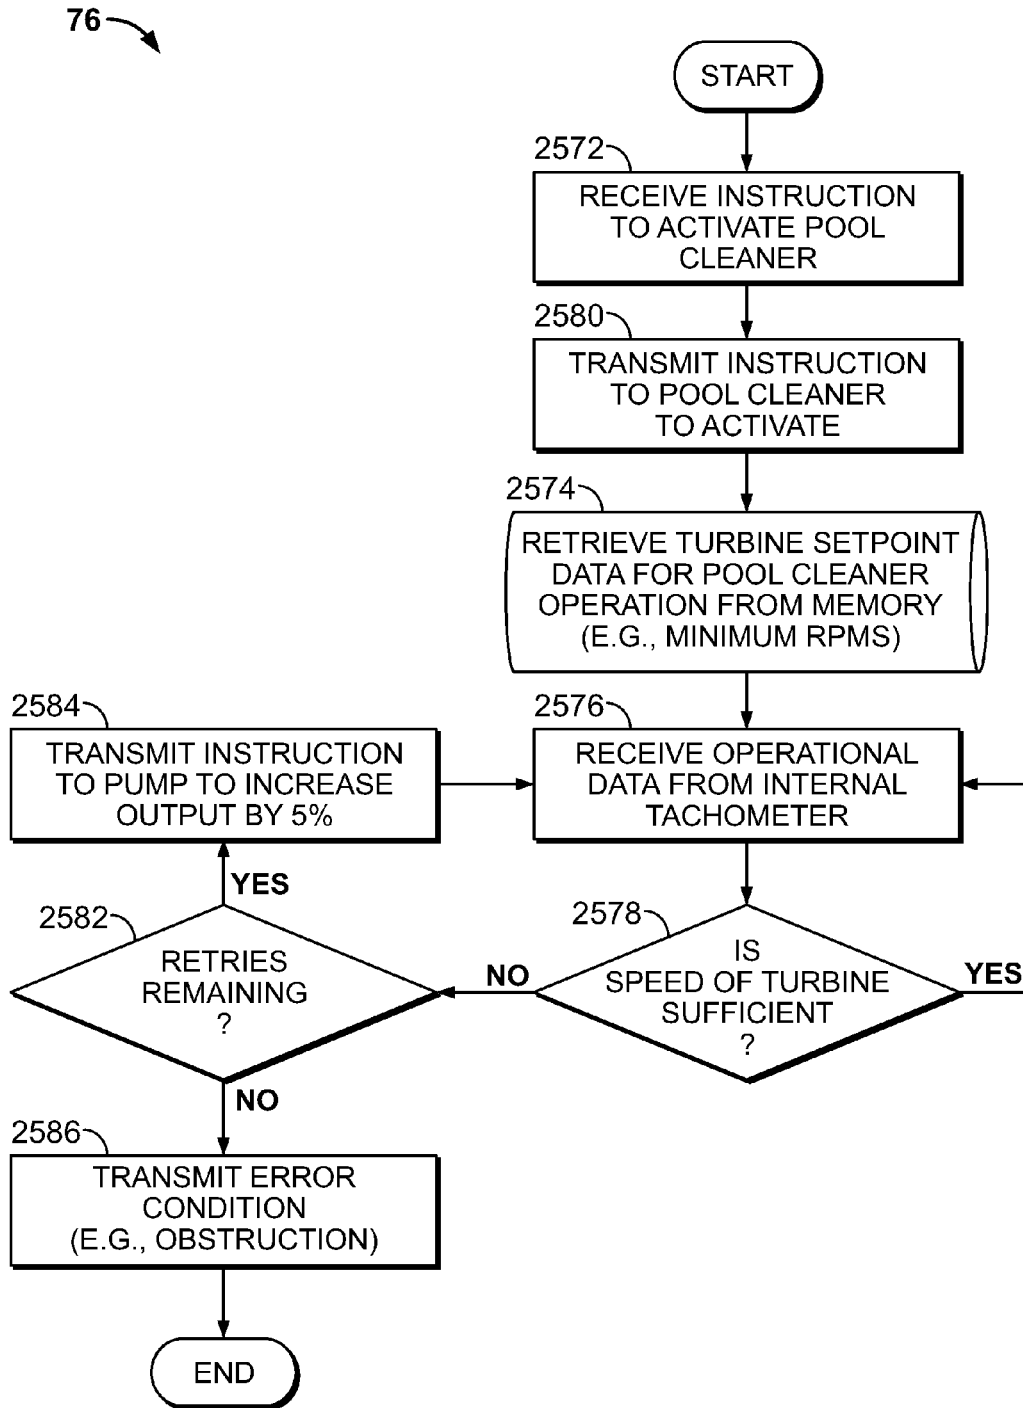 76
START
2572
RECEIVE INSTRUCTION
TO ACTIVATE POOL
CLEANER
2580
TRANSMIT INSTRUCTION
TO POOL CLEANER
TO ACTIVATE
2574
RETRIEVE TURBINE SETPOINT
DATA FOR POOL CLEANER
OPERATION FROM MEMORY
(E.G., MINIMUM RPMS)
2584
TRANSMIT INSTRUCTION
TO PUMP TO INCREASE
OUTPUT BY 5%
2576
RECEIVE OPERATIONAL
DATA FROM INTERNAL
TACHOMETER
YES
2582
RETRIES
REMAINING
?
NO
2578
IS
SPEED OF TURBINE
SUFFICIENT
?
YES
NO
2586
TRANSMIT ERROR
CONDITION
(E.G., OBSTRUCTION)
END